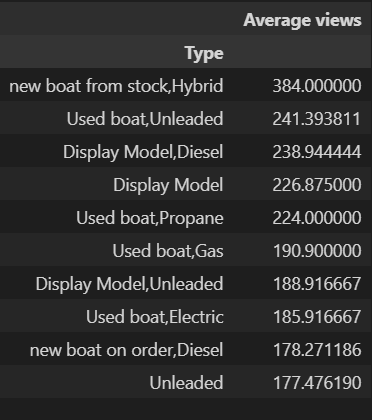 Average views
Type
new boat from stock,Hybrid 384.000000
Used boat,Unleaded 241.393811
Display Model,Diesel 238.944444
Display Model 226.875000
Used boat,Propane 224.000000
Used boat,Gas 190.900000
Display Model,Unleaded 188.916667
Used boat,Electric 185.916667
new boat on order,Diesel 178.271186
Unleaded 177.476190